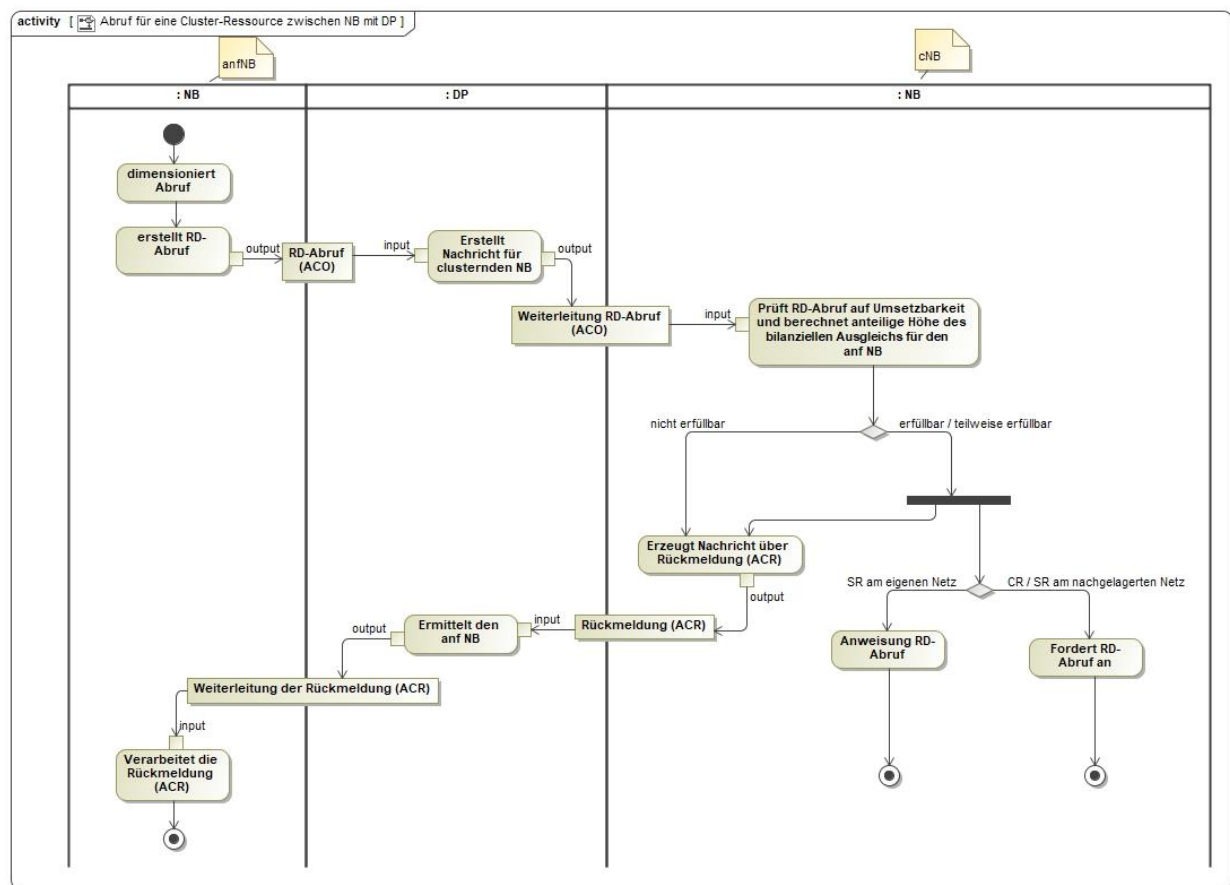 activity [ Abruf für eine Cluster-Ressource zwischen NB mit DP ]
anfNB
cNB
: NB
: DP
: NB
dimensioniert
Abruf
erstellt RD-
Abruf
output
RD-Abruf
(ACO)
input
Erstellt
Nachricht für
clusternden NB
output
Weiterleitung RD-Abruf
(ACO)
input
Prüft RD-Abruf auf Umsetzbarkeit
und berechnet anteilige Höhe des
bilanziellen Ausgleichs für den
anf NB
nicht erfüllbar
erfüllbar / teilweise erfüllbar
Erzeugt Nachricht über
Rückmeldung (ACR)
output
SR am eigenen Netz
CR / SR am nachgelagerten Netz
Rückmeldung (ACR)
input
Ermittelt den
anf NB
output
Anweisung RD-
Abruf
Fordert RD-
Abruf an
Weiterleitung der Rückmeldung (ACR)
input
Verarbeitet die
Rückmeldung
(ACR)